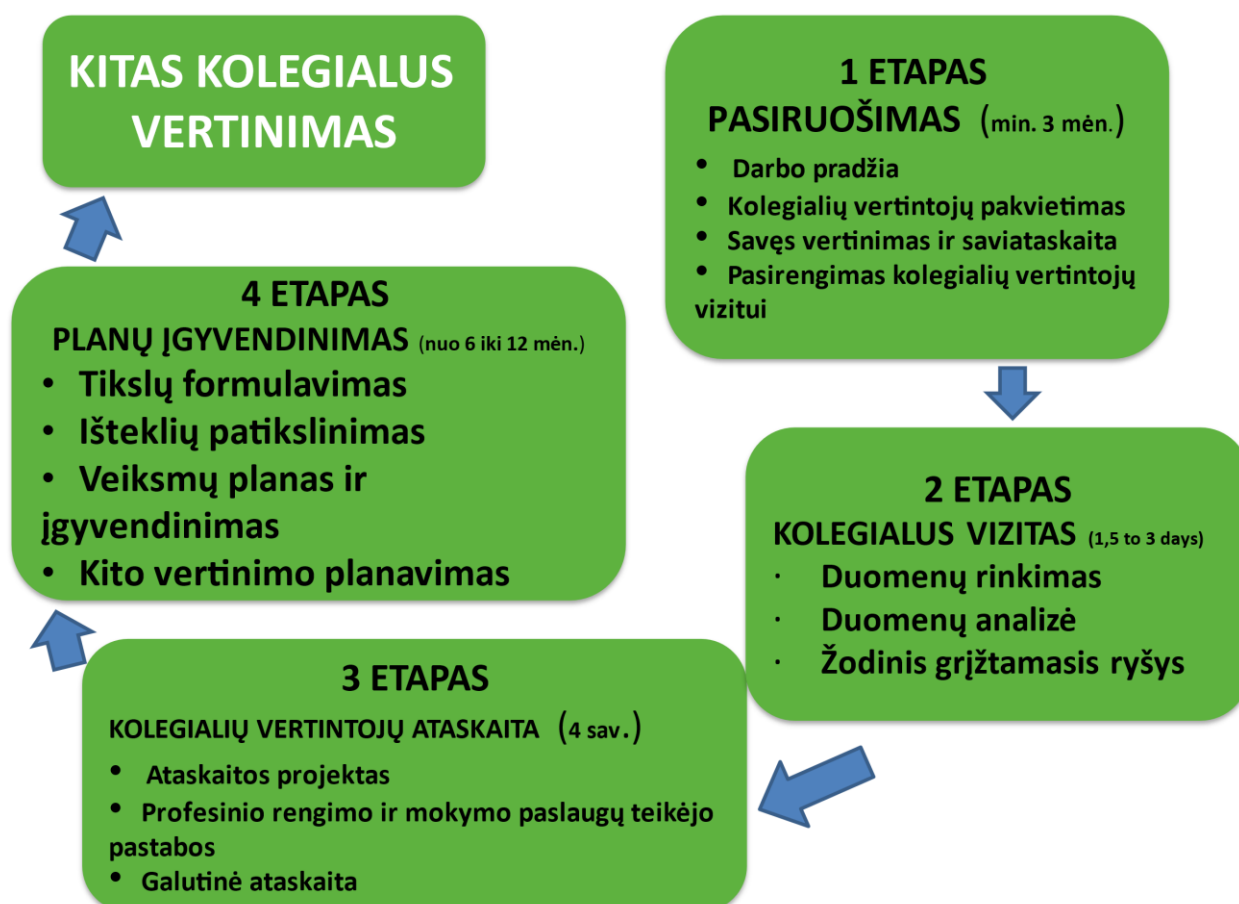 KITAS KOLEGIALUS
VERTINIMAS
1 ETAPAS
PASIRUOŠIMAS (min. 3 mėn.)
• Darbo pradžia
• Kolegialių vertintojų pakvietimas
• Savęs vertinimas ir saviataskaita
• Pasirengimas kolegialių vertintojų
vizitui
2 ETAPAS
KOLEGIALUS VIZITAS (1,5 to 3 days)
· Duomenų rinkimas
· Duomenų analizė
· Žodinis grįžtamasis ryšys
3 ETAPAS
KOLEGIALIŲ VERTINTOJŲ ATASKAITA (4 sav.)
• Ataskaitos projektas
• Profesinio rengimo ir mokymo paslaugų teikėjo
pastabos
• Galutinė ataskaita
4 ETAPAS
PLANŲ ĮGYVENDINIMAS (nuo 6 iki 12 mėn.)
• Tikslų formulavimas
• Išteklių patikslinimas
• Veiksmų planas ir
įgyvendinimas
• Kito vertinimo planavimas